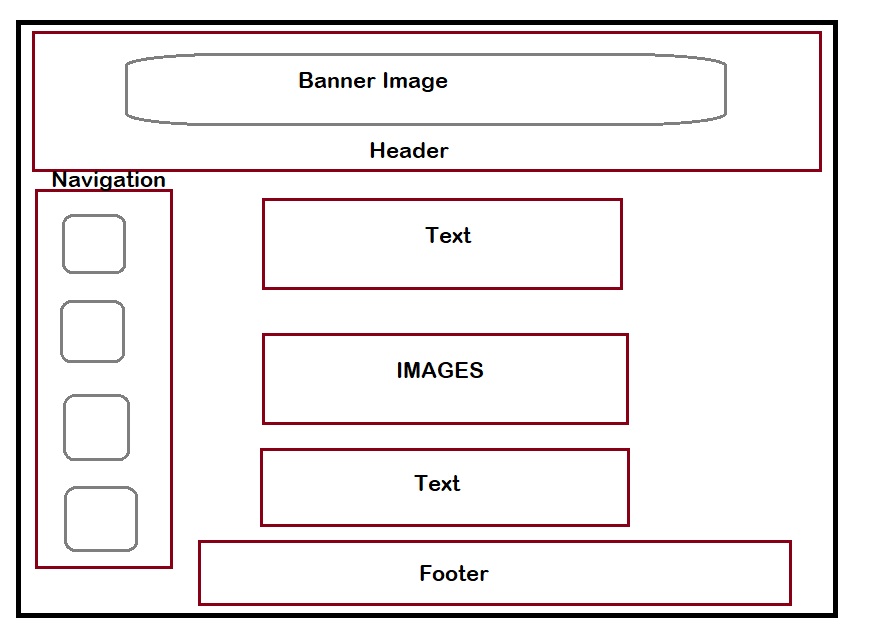 Banner Image
Header
Navigation
Text
IMAGES
Text
Footer